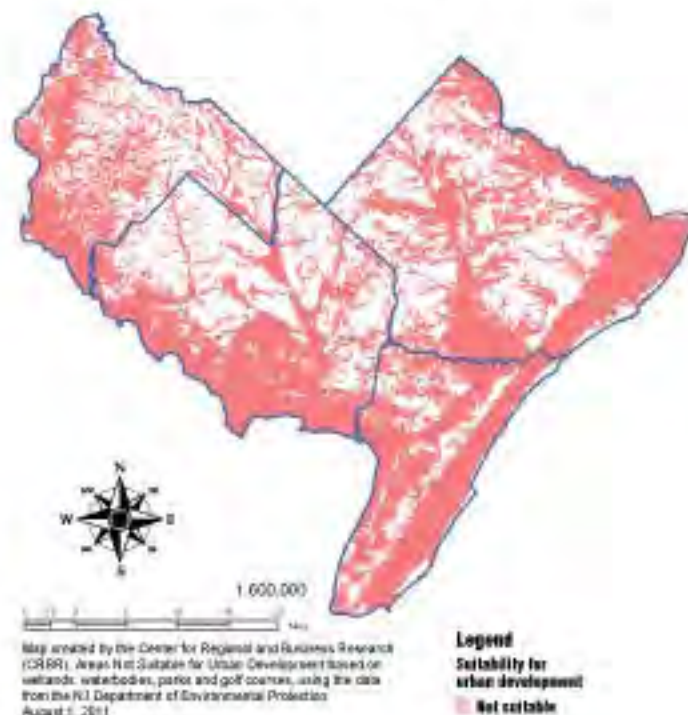 N
W
S
1:600,000
Map created by the Center for Regional and Business Research
(CRBR). Areas Not Suitable for Urban Development based on
wetlands, waterbodies, parks and golf courses, using the data
from the NJ Department of Environmental Protection
August 1, 2011
Legend
Suitability for
urban development
Not suitable